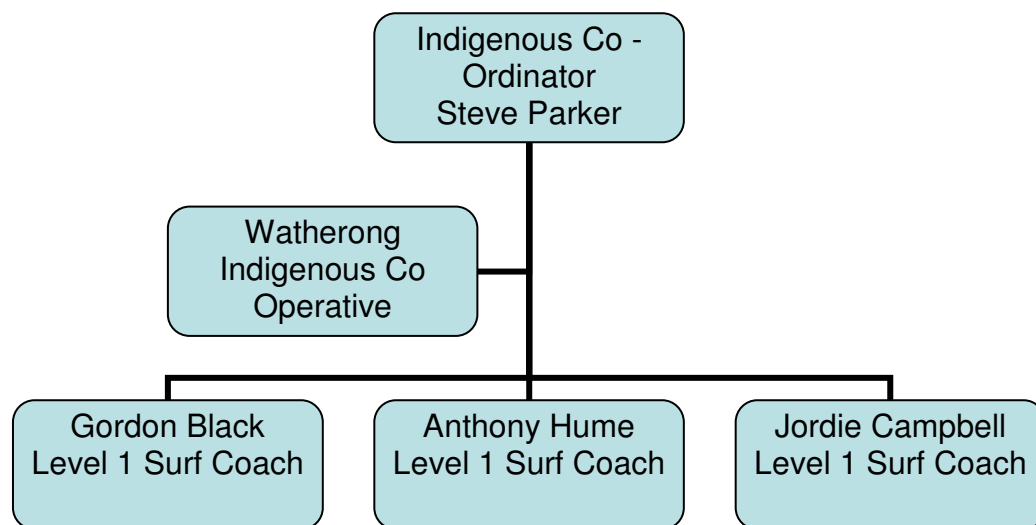 Indigenous Co -
Ordinator
Steve Parker
Watherong
Indigenous Co
Operative
Gordon Black
Level 1 Surf Coach
Anthony Hume
Level 1 Surf Coach
Jordie Campbell
Level 1 Surf Coach